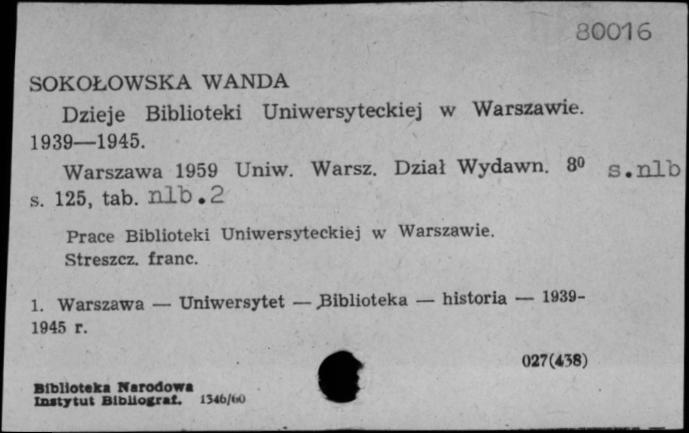 80016
SOKOŁOWSKA WANDA
Dzieje Biblioteki Uniwersyteckiej w Warszawie.
1939—1945.
Warszawa 1959 Uniw. Warsz. Dział Wydawn. 8⁰ s.nlb
s. 125, tab. nlb.2
Prace Biblioteki Uniwersyteckiej w Warszawie.
Streszcz. franc.
1. Warszawa — Uniwersytet — Biblioteka — historia — 1939-
1945 r.
027(438)
Biblioteka Narodowa
Instytut Bibliograf. 1346/60